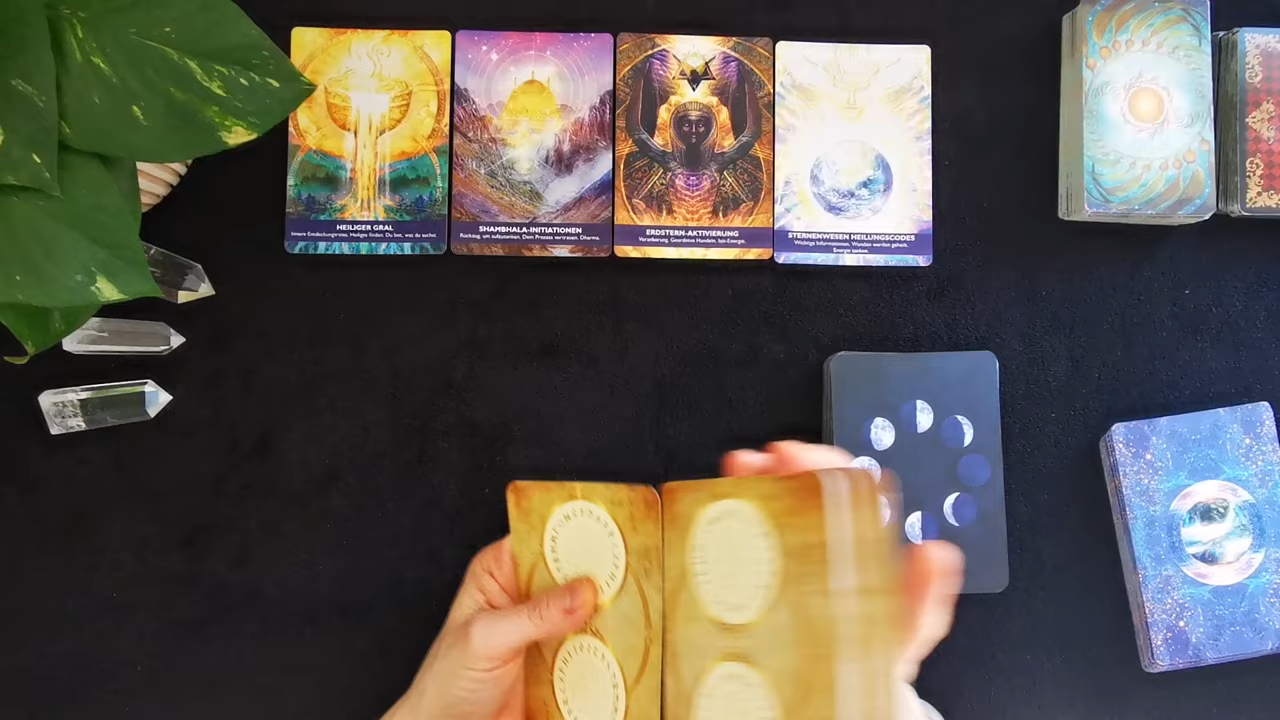 HEILIGER GRAL
Innere Entdeckungsreise. Heiliges finden. Du bist, was du suchst.
SHAMBHALA-INITIATIONEN
Rückzug, um aufzutanken. Dem Prozess vertrauen. Dharma.
ERDSTERN-AKTIVIERUNG
Verankerung. Geerdetes Handeln. Isis-Energie.
STERNENWESEN HEILUNGSCODES
Wichtige Informationen. Wunden werden geheilt.
Energie tanken.